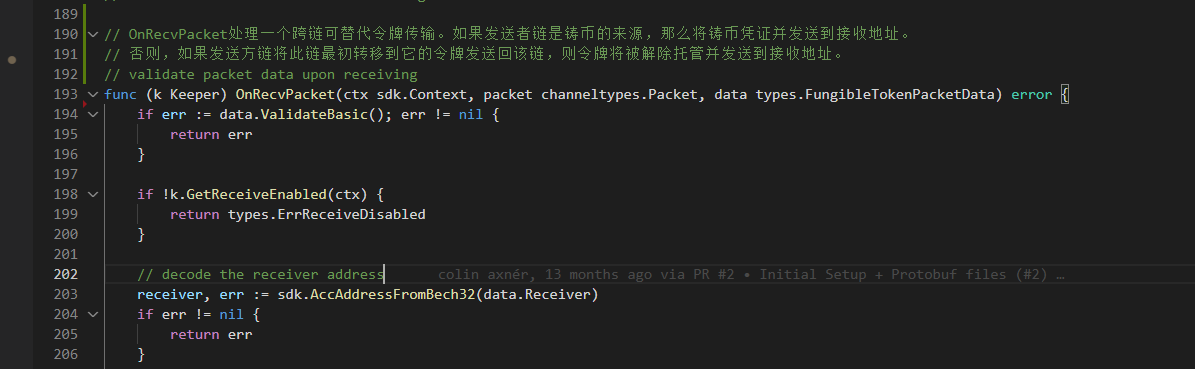 189
190 // OnRecvPacket处理一个跨链可替代令牌传输。如果发送者链是铸币的来源，那么将铸币凭证并发送到接收地址。
191 // 否则，如果发送方链将此链最初转移到它的令牌发送回该链，则令牌将被解除托管并发送到接收地址。
192 // validate packet data upon receiving
193 func (k Keeper) OnRecvPacket(ctx sdk.Context, packet channeltypes.Packet, data types.FungibleTokenPacketData) error {
194 if err := data.ValidateBasic(); err != nil {
195 return err
196 }
197
198 if !k.GetReceiveEnabled(ctx) {
199 return types.ErrReceiveDisabled
200 }
201
202 // decode the receiver address colin axnér, 13 months ago via PR #2 • Initial Setup + Protobuf files (#2) …
203 receiver, err := sdk.AccAddressFromBech32(data.Receiver)
204 if err != nil {
205 return err
206 }